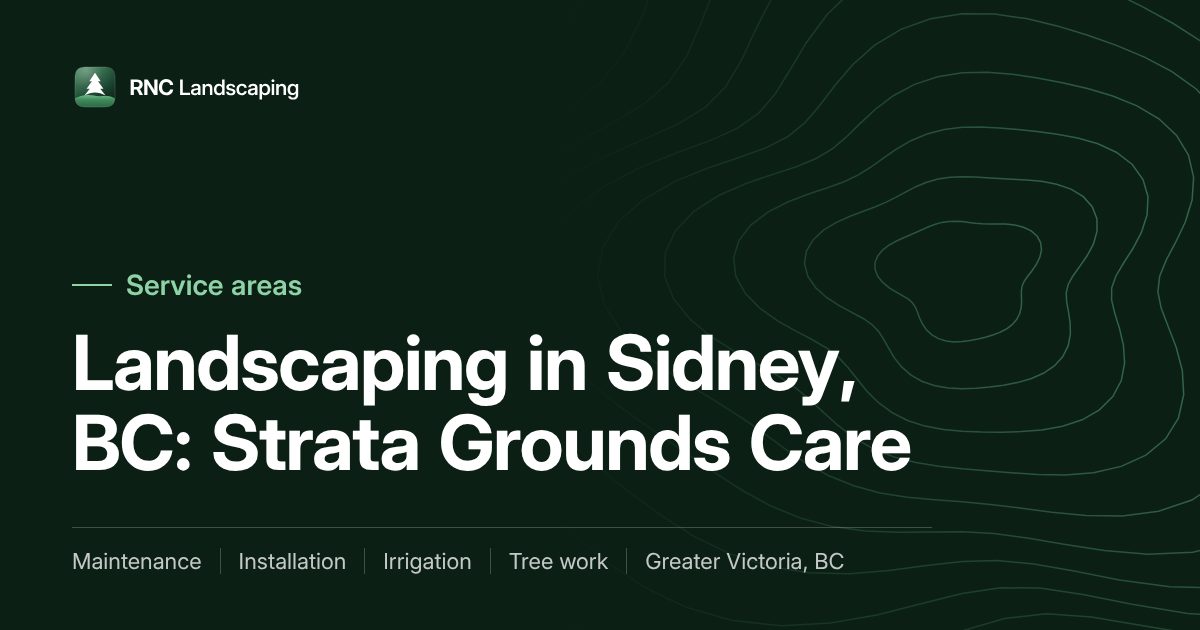 RNC Landscaping
Service areas
Landscaping in Sidney,
BC: Strata Grounds Care
Maintenance
Installation
Irrigation
Tree work
Greater Victoria, BC